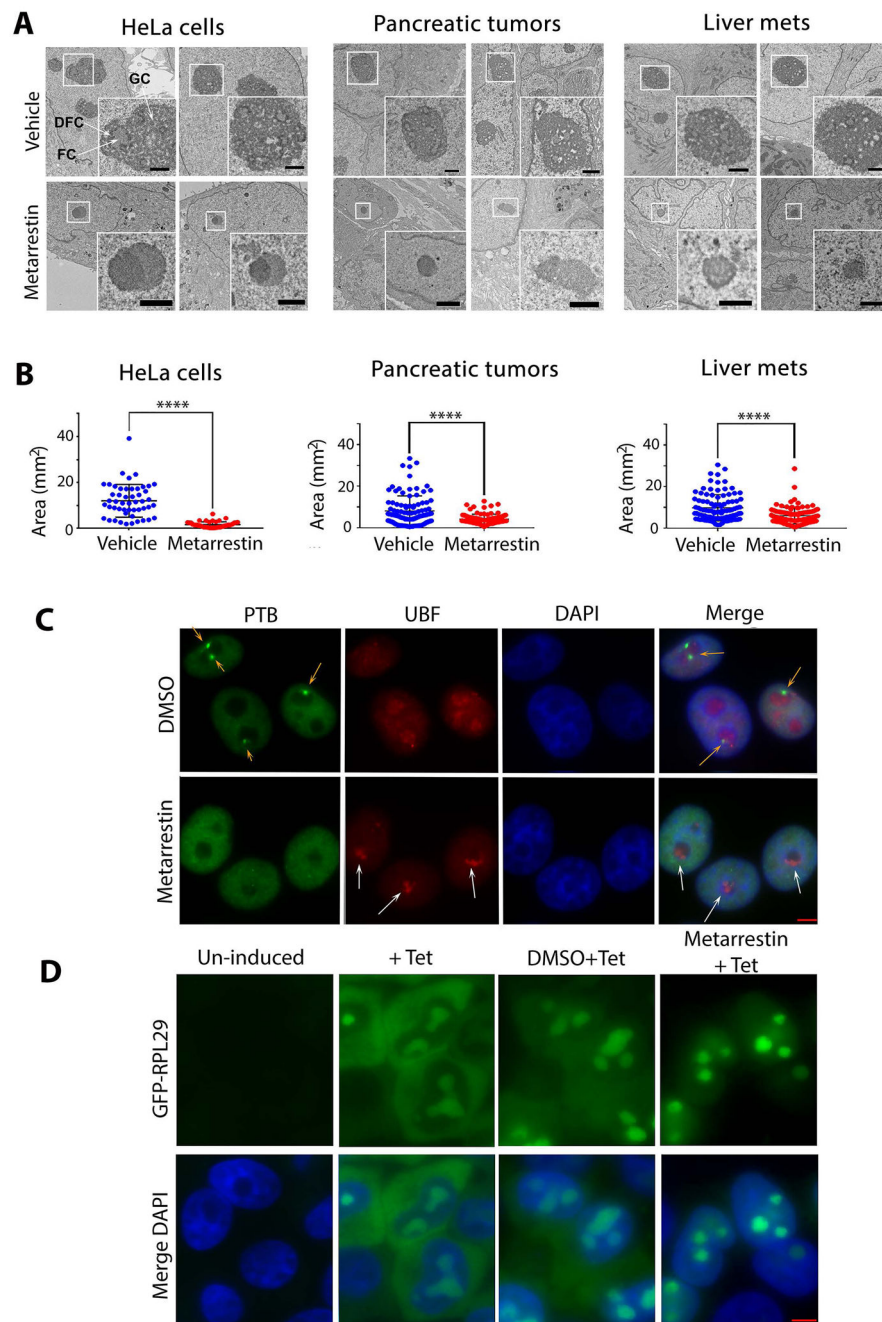 A
HeLa cells
Pancreatic tumors
Liver mets
Vehicle
GC
DFC
FC
Metarrestin
B
HeLa cells
Pancreatic tumors
Liver mets
****
****
****
Area (mm²)
40
20
0
Vehicle
Metarrestin
Area (mm²)
40
20
0
Vehicle
Metarrestin
Area (mm²)
40
20
0
Vehicle
Metarrestin
C
PTB
UBF
DAPI
Merge
DMSO
Metarrestin
D
Un-induced
+ Tet
DMSO+Tet
Metarrestin
+ Tet
GFP-RPL29
Merge DAPI